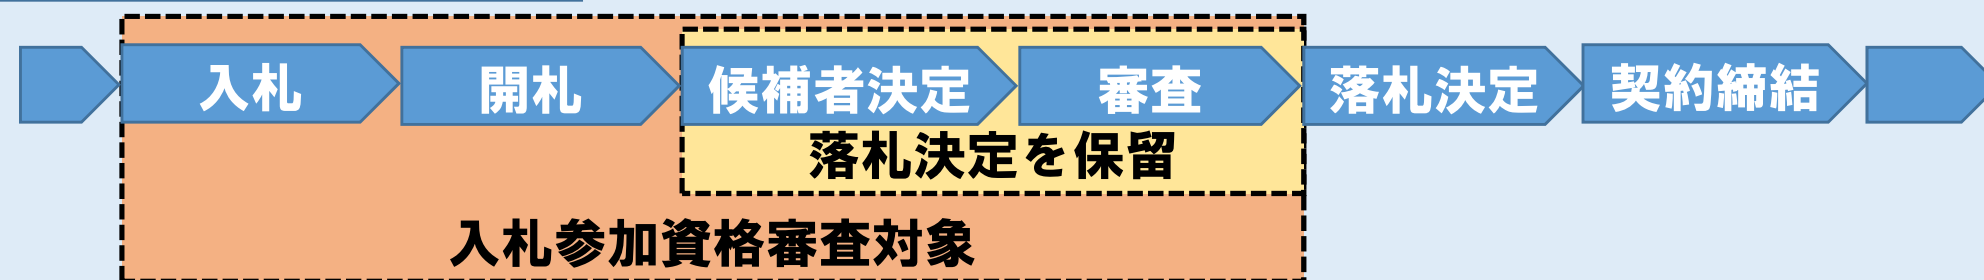 入札
開札
候補者決定
審査
落札決定
契約締結
落札決定を保留
入札参加資格審査対象